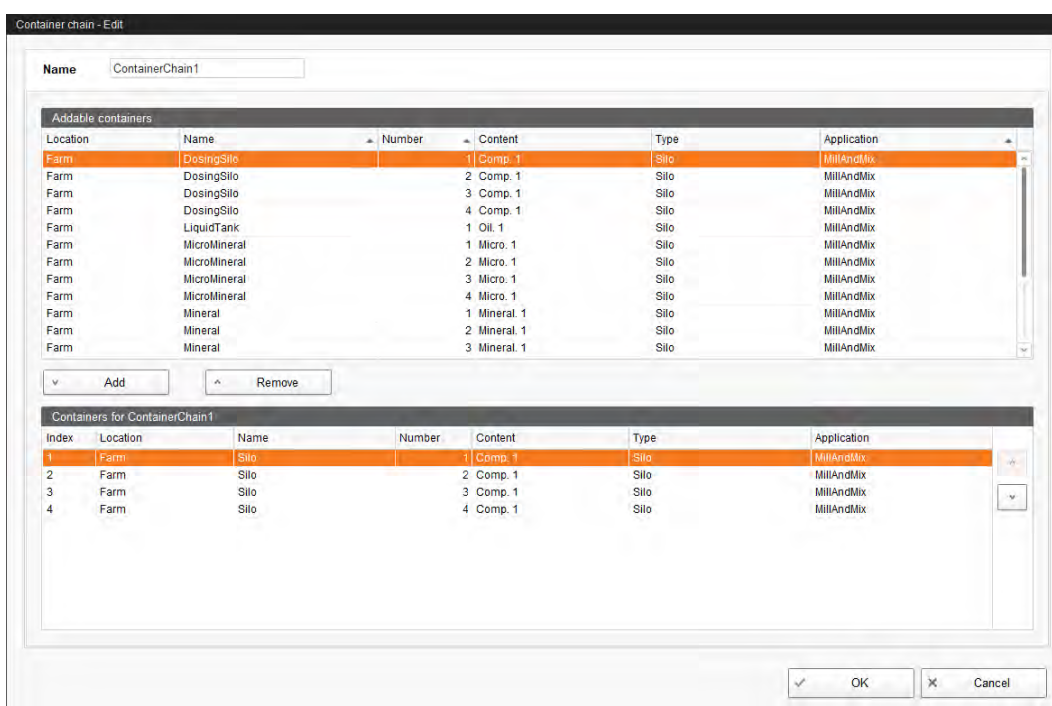 Container chain - Edit
Name ContainerChain1
Addable containers
Location Name Number Content Type Application
Farm DosingSilo 1 Comp. 1 Silo MillAndMix
Farm DosingSilo 2 Comp. 1 Silo MillAndMix
Farm DosingSilo 3 Comp. 1 Silo MillAndMix
Farm DosingSilo 4 Comp. 1 Silo MillAndMix
Farm LiquidTank 1 Oil. 1 Silo MillAndMix
Farm MicroMineral 1 Micro. 1 Silo MillAndMix
Farm MicroMineral 2 Micro. 1 Silo MillAndMix
Farm MicroMineral 3 Micro. 1 Silo MillAndMix
Farm MicroMineral 4 Micro. 1 Silo MillAndMix
Farm Mineral 1 Mineral. 1 Silo MillAndMix
Farm Mineral 2 Mineral. 1 Silo MillAndMix
Farm Mineral 3 Mineral. 1 Silo MillAndMix
Add Remove
Containers for ContainerChain1
Index Location Name Number Content Type Application
1 Farm Silo 1 Comp. 1 Silo MillAndMix
2 Farm Silo 2 Comp. 1 Silo MillAndMix
3 Farm Silo 3 Comp. 1 Silo MillAndMix
4 Farm Silo 4 Comp. 1 Silo MillAndMix
OK Cancel